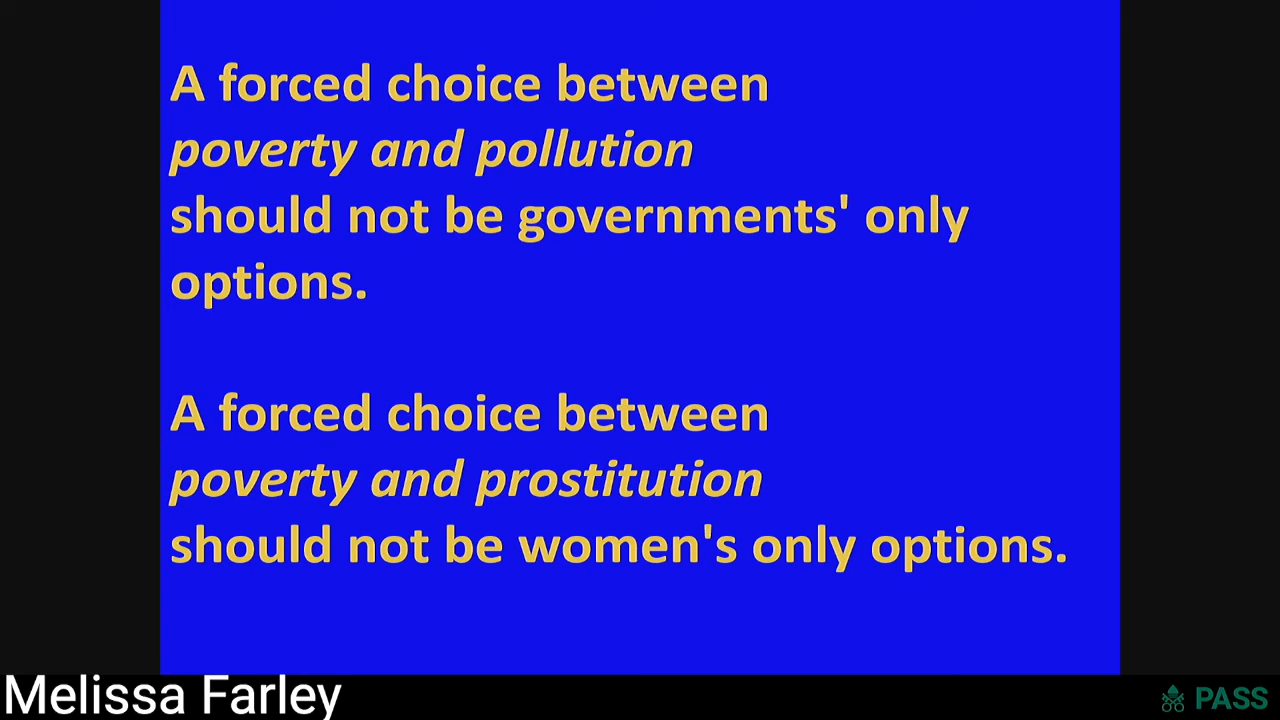 A forced choice between
poverty and pollution
should not be governments' only
options.
A forced choice between
poverty and prostitution
should not be women's only options.
Melissa Farley
PASS